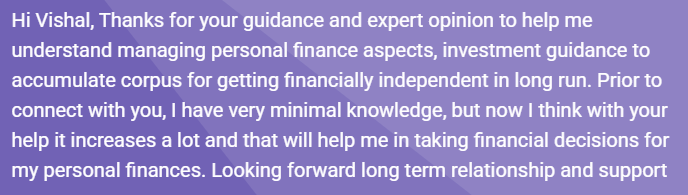 Hi Vishal, Thanks for your guidance and expert opinion to help me
understand managing personal finance aspects, investment guidance to
accumulate corpus for getting financially independent in long run. Prior to
connect with you, I have very minimal knowledge, but now I think with your
help it increases a lot and that will help me in taking financial decisions for
my personal finances. Looking forward long term relationship and support